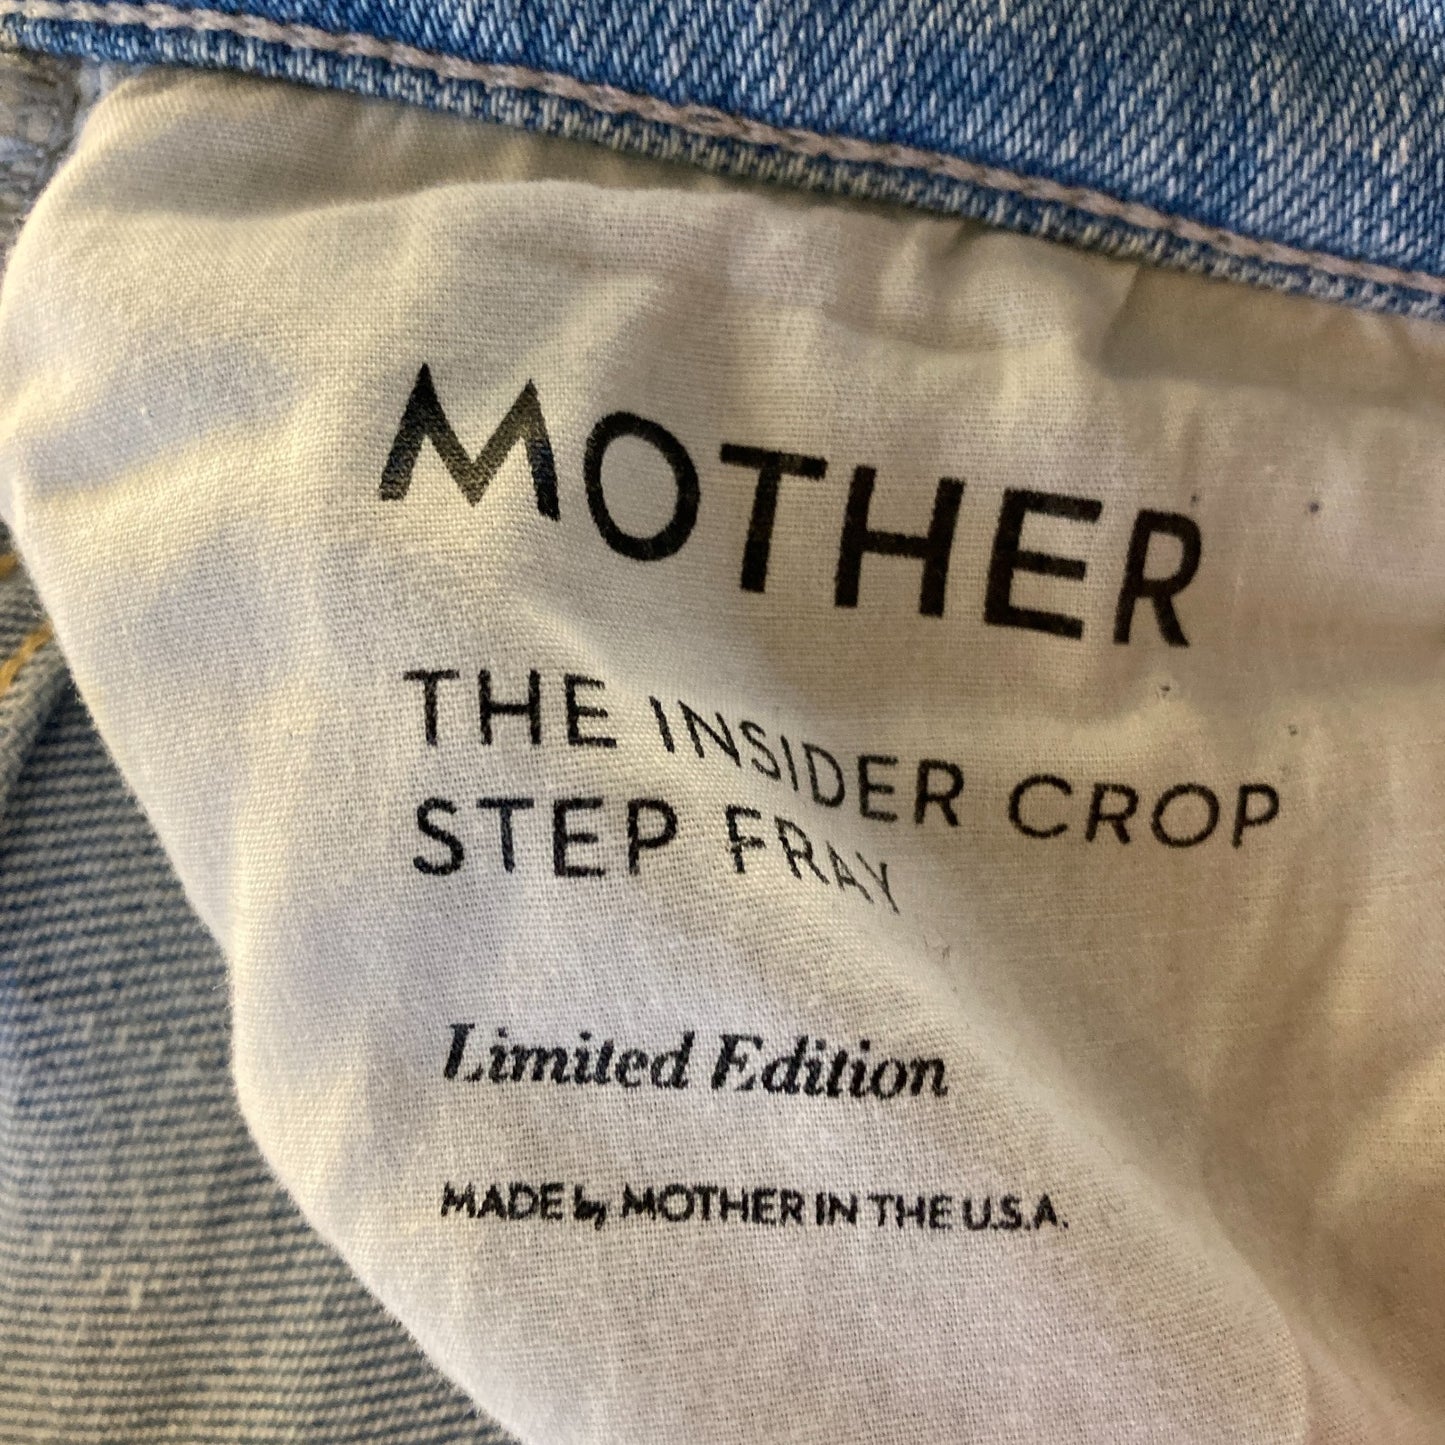 MOTHER
THE INSIDER CROP
STEP FRAY
Limited Edition
MADE by MOTHER IN THE U.S.A.